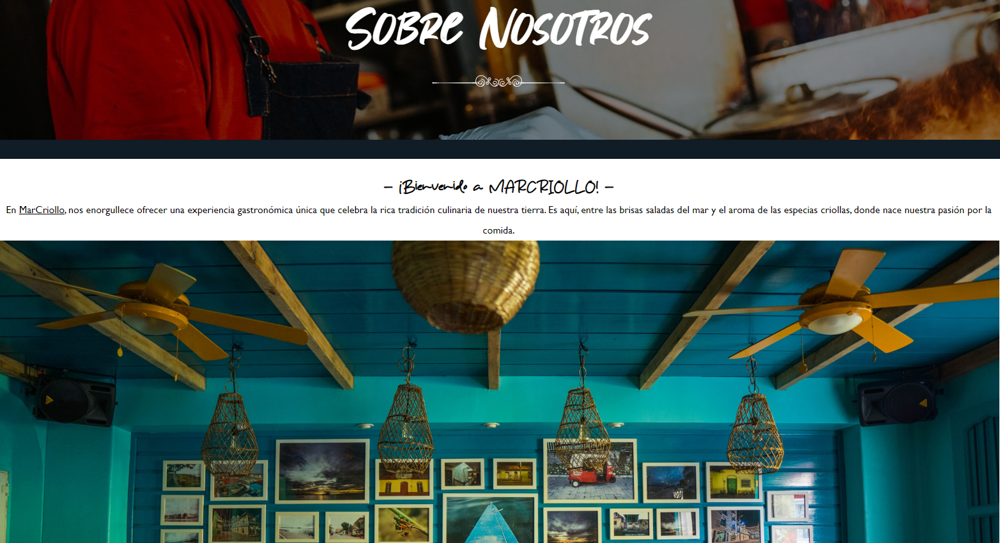 Sobre Nosotros
– ¡Bienvenido a MARCRIOLLO! –
En MarCriollo, nos enorgullece ofrecer una experiencia gastronómica única que celebra la rica tradición culinaria de nuestra tierra. Es aquí, entre las brisas saladas del mar y el aroma de las especias criollas, donde nace nuestra pasión por la
comida.